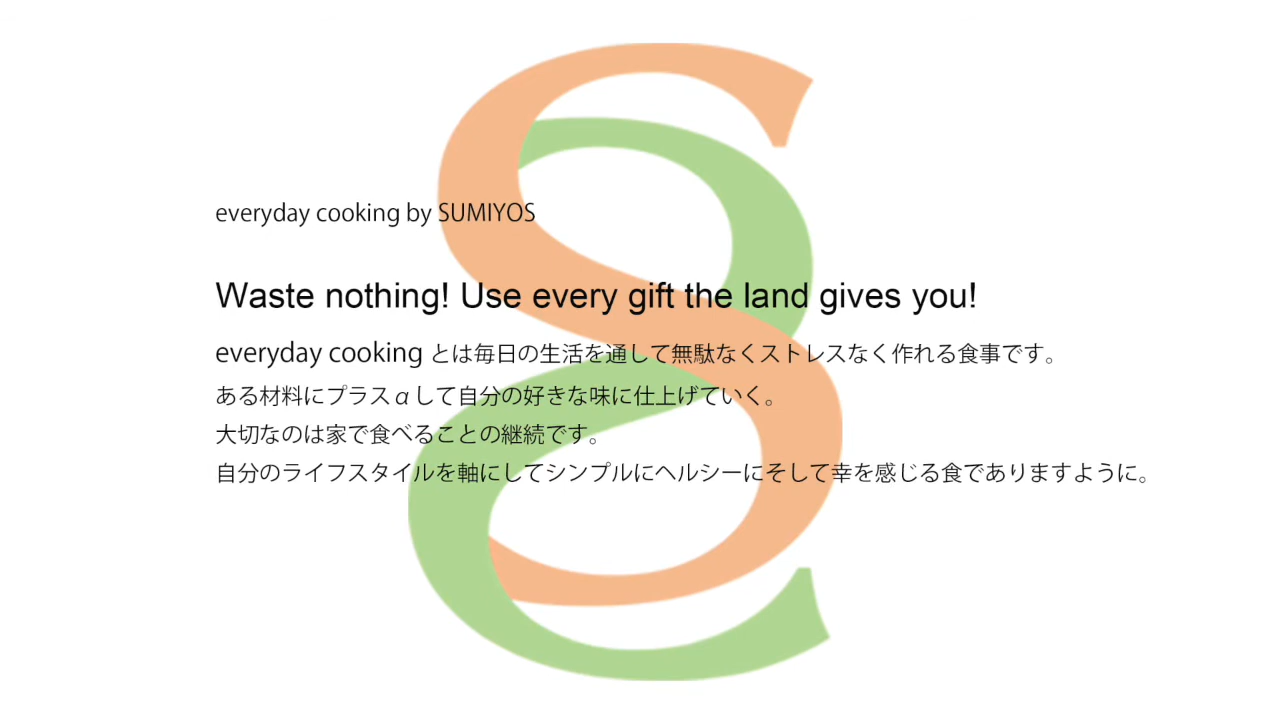 everyday cooking by SUMIYOS
Waste nothing! Use every gift the land gives you!
everyday cooking とは毎日の生活を通して無駄なくストレスなく作れる食事です。
ある材料にプラスαして自分の好きな味に仕上げていく。
大切なのは家で食べることの継続です。
自分のライフスタイルを軸にしてシンプルにヘルシーにそして幸を感じる食でありますように。